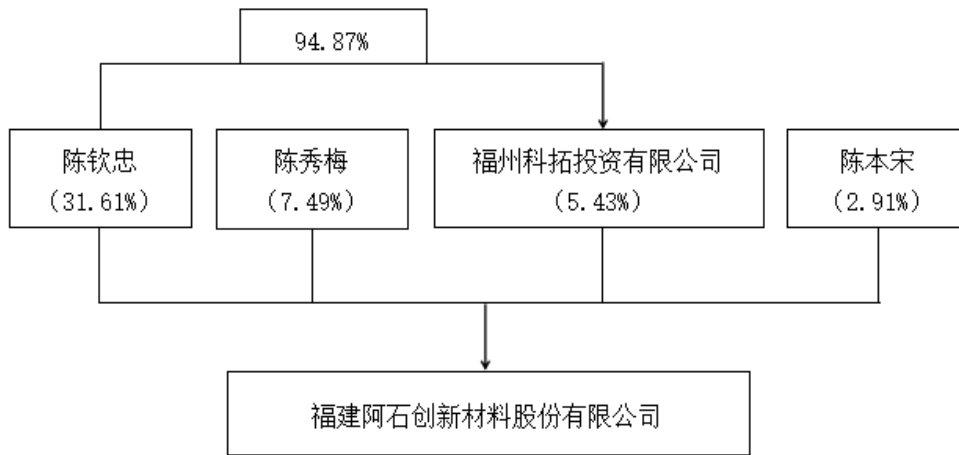 94.87%
陈钦忠
（31.61%）
陈秀梅
（7.49%）
福州科拓投资有限公司
（5.43%）
陈本宋
（2.91%）
福建阿石创新材料股份有限公司